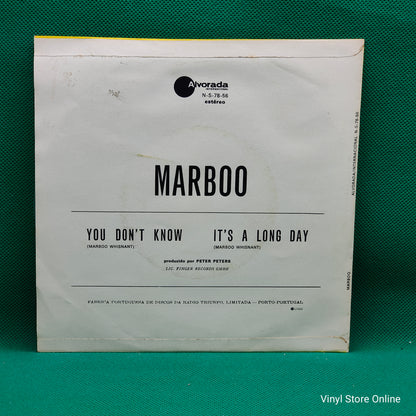 Alvorada
INTERNACIONAL
N-S-78-56
estéreo
MARBOO
YOU DON'T KNOW
(MARBOO WHISNANT)
IT'S A LONG DAY
(MARBOO WHISNANT)
produzido por PETER PETERS
LIC. FINGER RECORDS GMBH
FABRICA PORTUGUESA DE DISCOS DA RADIO TRIUNFO, LIMITADA — PORTO-PORTUGAL
ALVORADA INTERNACIONAL N-S-78-56
MARBOO
Vinyl Store Online